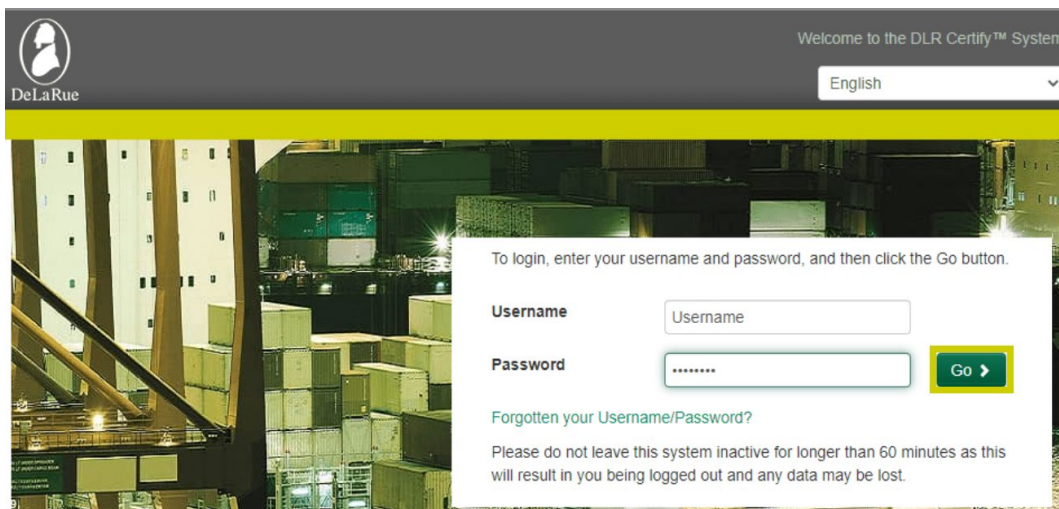 Welcome to the DLR Certify™ System
DeLaRue
English
To login, enter your username and password, and then click the Go button.
Username
Username
Password
Go
Forgotten your Username/Password?
Please do not leave this system inactive for longer than 60 minutes as this
will result in you being logged out and any data may be lost.